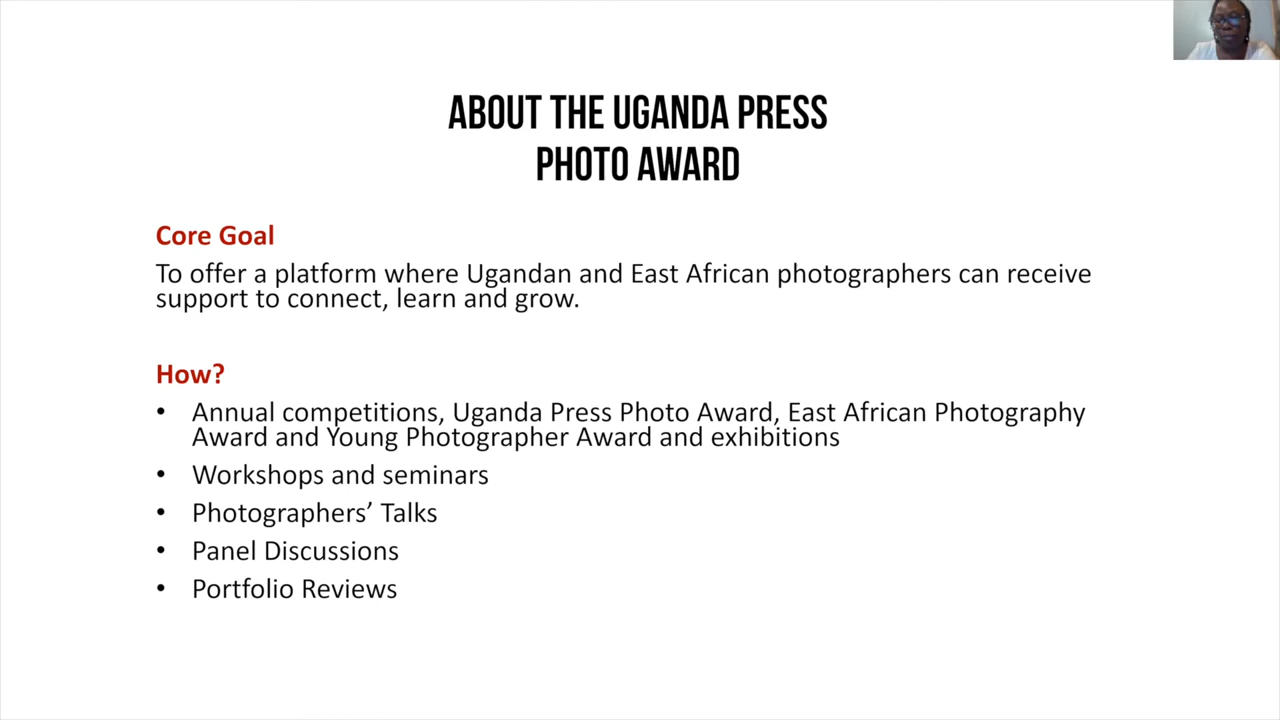 ABOUT THE UGANDA PRESS
PHOTO AWARD
Core Goal
To offer a platform where Ugandan and East African photographers can receive
support to connect, learn and grow.
How?
• Annual competitions, Uganda Press Photo Award, East African Photography
Award and Young Photographer Award and exhibitions
• Workshops and seminars
• Photographers’ Talks
• Panel Discussions
• Portfolio Reviews